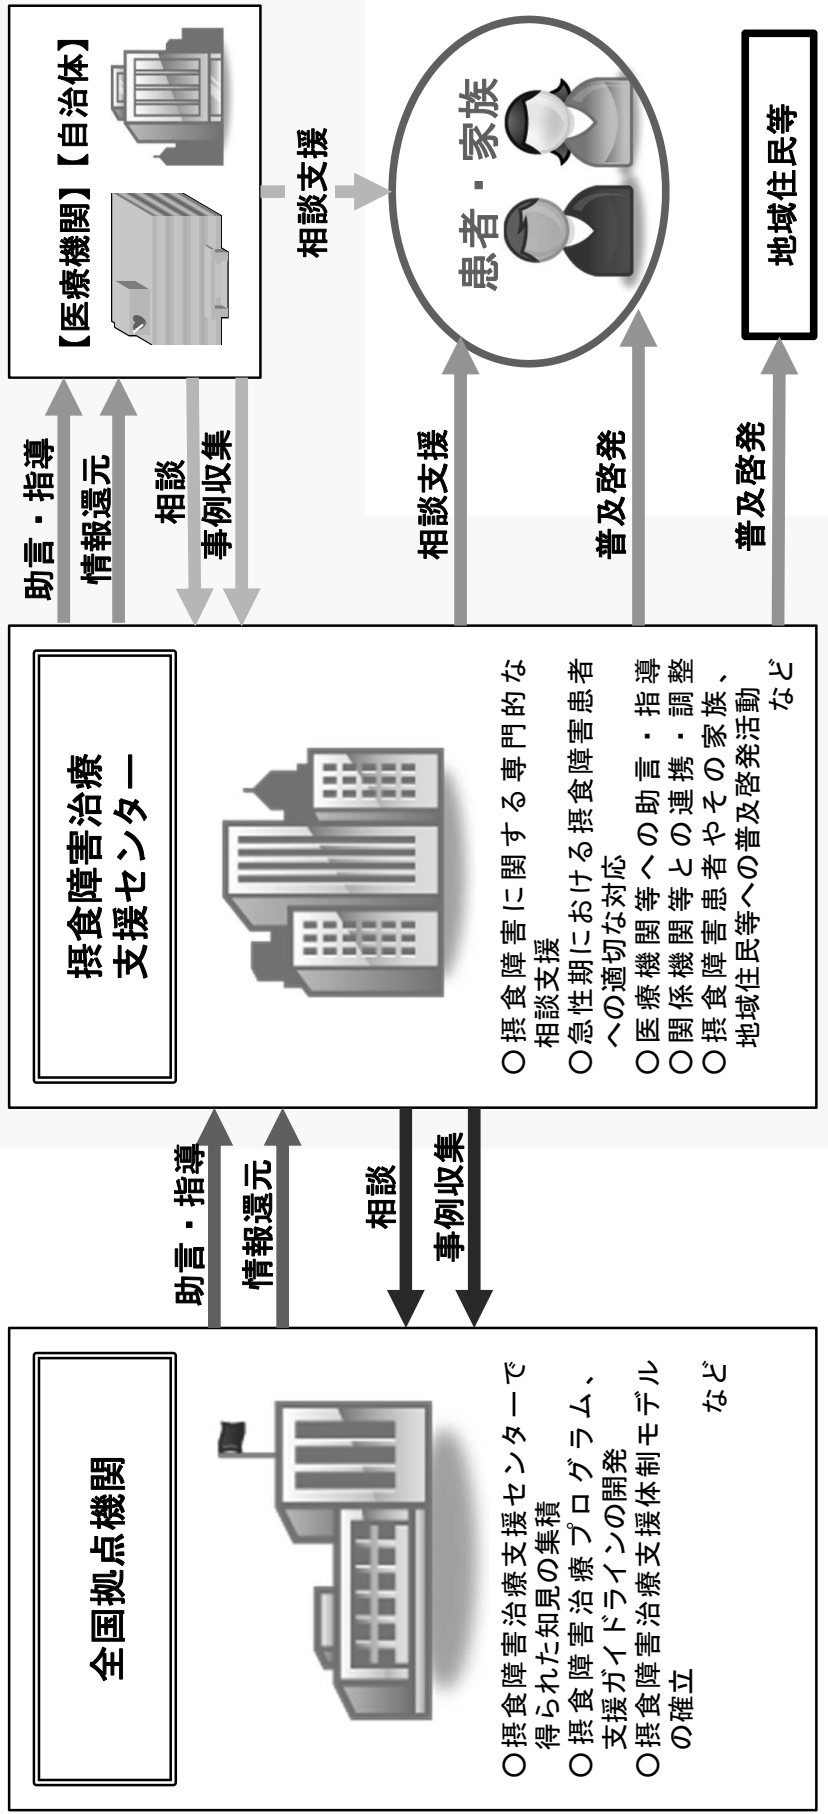 全国拠点機関
○摂食障害治療支援センターで
得られた知見の集積
○摂食障害治療プログラム、
支援ガイドラインの開発
○摂食障害治療支援体制モデル
の確立
など
助言・指導
情報還元
相談
事例収集
摂食障害治療
支援センター
○摂食障害に関する専門的な
相談支援
○急性期における摂食障害患者
への適切な対応
○医療機関等への助言・指導
○関係機関等との連携・調整
○摂食障害患者やその家族、
地域住民等への普及啓発活動
など
助言・指導
情報還元
相談
事例収集
相談支援
普及啓発
普及啓発
【医療機関】【自治体】
相談支援
患者・家族
地域住民等